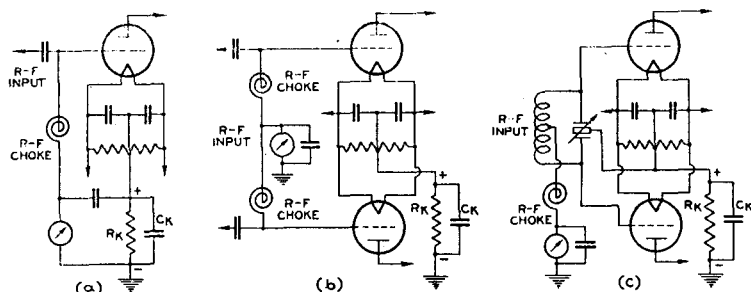 R-F
INPUT
R-F
CHOKE
+
RK
CK
-
(a)
R-F
CHOKE
R-F
INPUT
R-F
CHOKE
+
RK
CK
-
(b)
R-F
INPUT
R-F
CHOKE
+
RK
CK
-
(c)